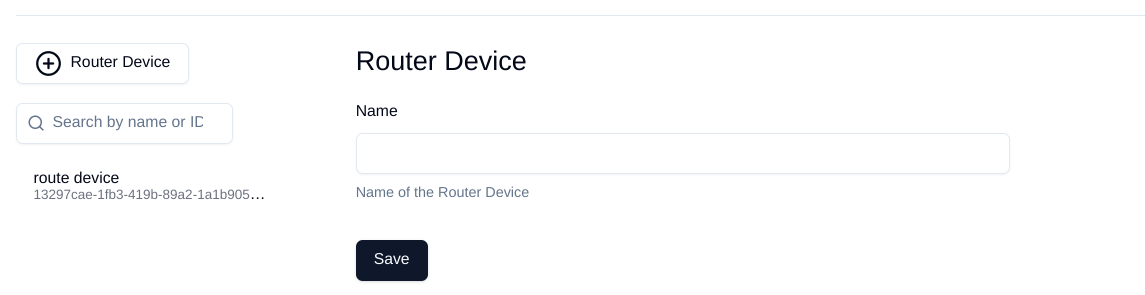 Router Device
Search by name or ID
route device
13297cae-1fb3-419b-89a2-1a1b905...
Router Device
Name
Name of the Router Device
Save